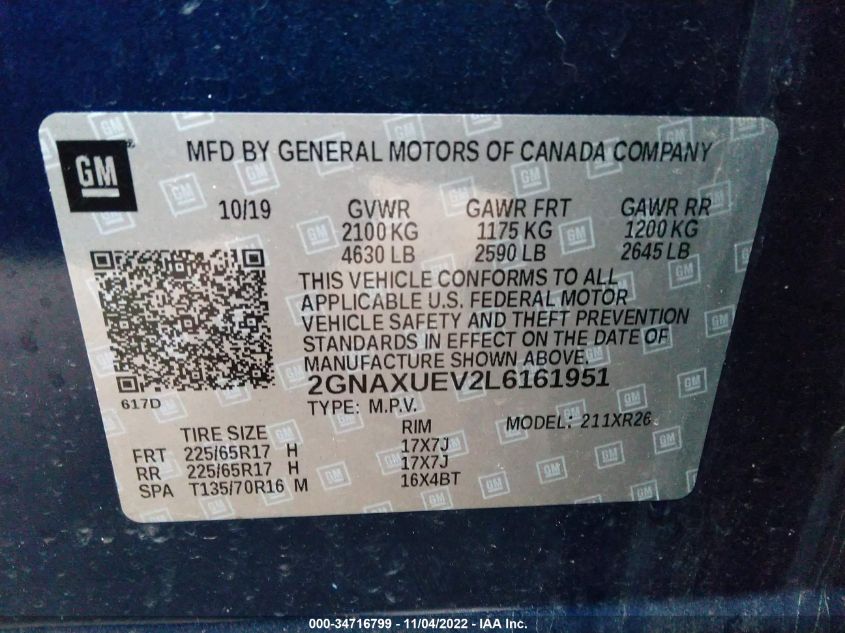 GM
MFD BY GENERAL MOTORS OF CANADA COMPANY
10/19 GVWR GAWR FRT GAWR RR
2100 KG 1175 KG 1200 KG
4630 LB 2590 LB 2645 LB
THIS VEHICLE CONFORMS TO ALL
APPLICABLE U.S. FEDERAL MOTOR
VEHICLE SAFETY AND THEFT PREVENTION
STANDARDS IN EFFECT ON THE DATE OF
MANUFACTURE SHOWN ABOVE.
2GNAXUEV2L6161951
617D
TYPE: M.P.V. MODEL: 211XR26
TIRE SIZE RIM
FRT 225/65R17 H 17X7J
RR 225/65R17 H 17X7J
SPA T135/70R16 M 16X4BT
000-34716799 - 11/04/2022 - IAA Inc.